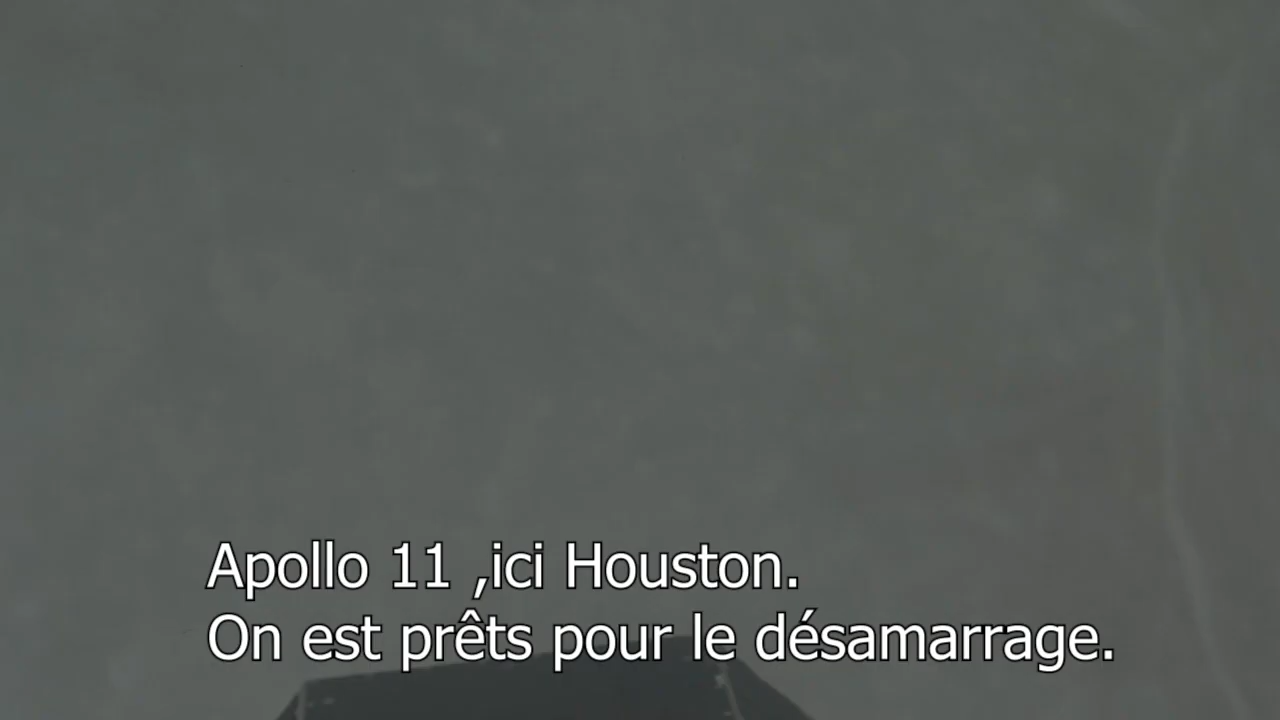 Apollo 11 ,ici Houston.
On est prêts pour le désamarrage.